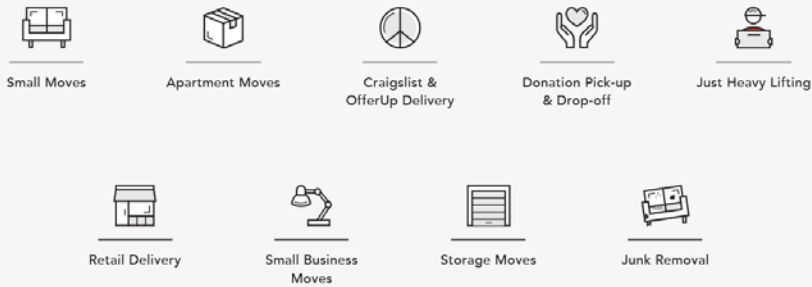 Small Moves
Apartment Moves
Craigslist &
OfferUp Delivery
Donation Pick-up
& Drop-off
Just Heavy Lifting
Retail Delivery
Small Business
Moves
Storage Moves
Junk Removal